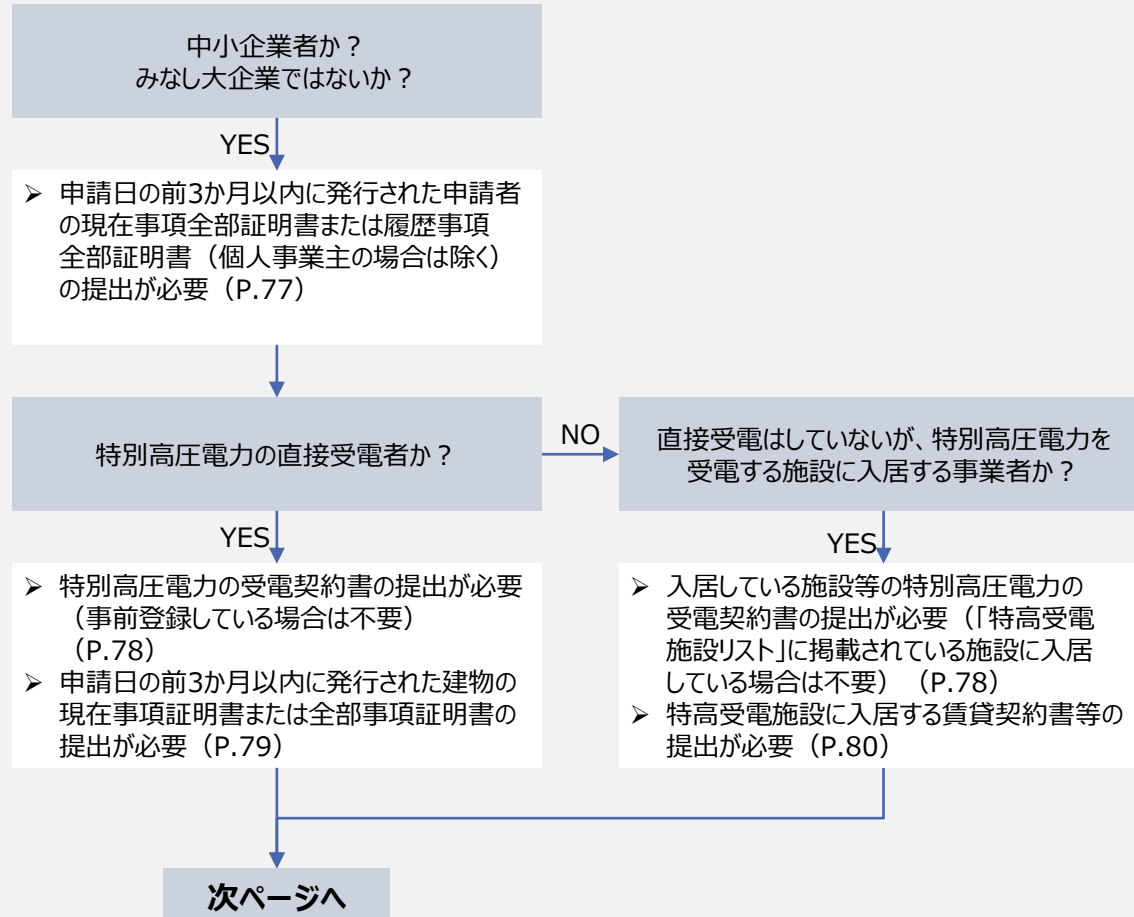 中小企業者か？
みなし大企業ではないか？
YES
➢ 申請日の前3か月以内に発行された申請者
の現在事項全部証明書または履歴事項
全部証明書（個人事業主の場合は除く）
の提出が必要（P.77）
特別高圧電力の直接受電者か？
NO
直接受電はしていないが、特別高圧電力を
受電する施設に入居する事業者か？
YES
➢ 特別高圧電力の受電契約書の提出が必要
（事前登録している場合は不要）
（P.78）
➢ 申請日の前3か月以内に発行された建物の
現在事項証明書または全部事項証明書の
提出が必要（P.79）
YES
➢ 入居している施設等の特別高圧電力の
受電契約書の提出が必要（「特高受電
施設リスト」に掲載されている施設に入居
している場合は不要）（P.78）
➢ 特高受電施設に入居する賃貸契約書等の
提出が必要（P.80）
次ページへ